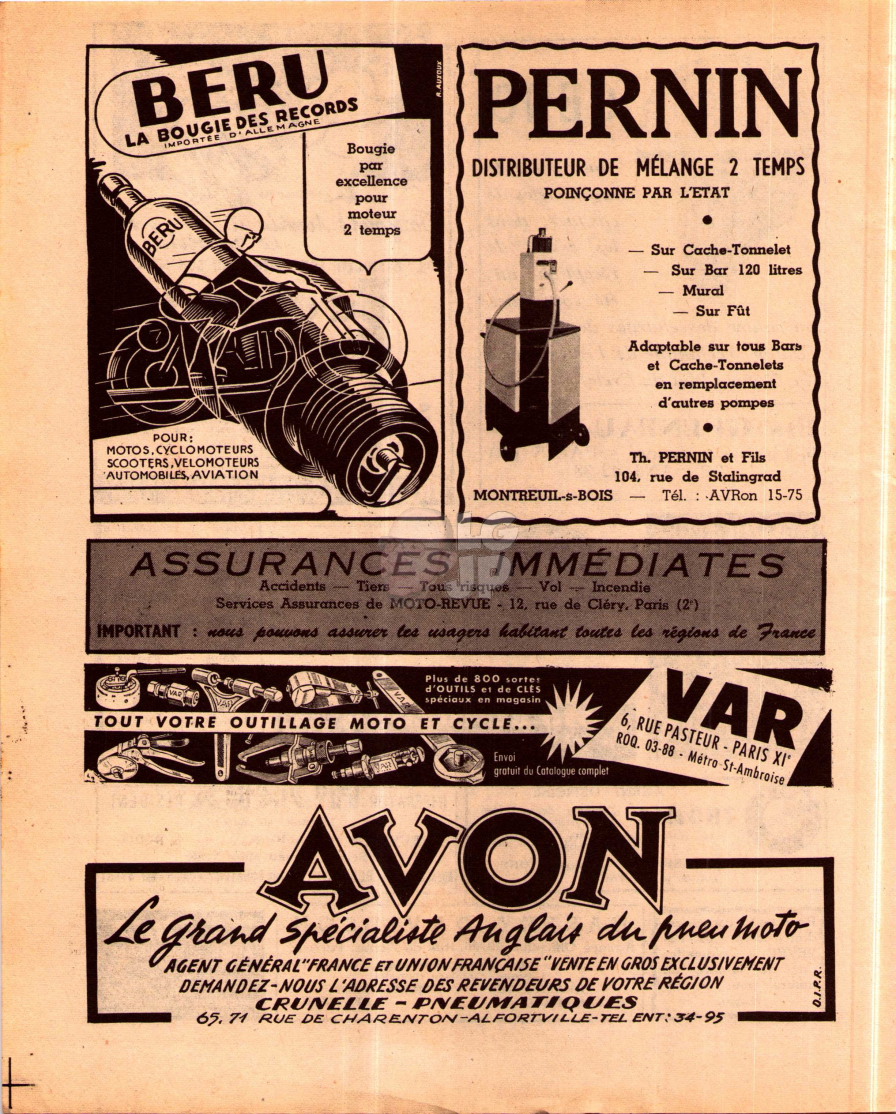 BERU
LA BOUGIE DES RECORDS
IMPORTÉE D'ALLEMAGNE
R. AUZOUX
Bougie
par
excellence
pour
moteur
2 temps
BERU
7
POUR:
MOTOS, CYCLOMOTEURS
SCOOTERS, VELOMOTEURS
AUTOMOBILES, AVIATION
PERNIN
DISTRIBUTEUR DE MÉLANGE 2 TEMPS
POINÇONNE PAR L'ETAT
— Sur Cache-Tonnelet
— Sur Bar 120 litres
— Mural
— Sur Fût
Adaptable sur tous Bars
et Cache-Tonnelets
en remplacement
d'autres pompes
Th. PERNIN et Fils
104, rue de Stalingrad
MONTREUIL-s-BOIS — Tél. : AVRon 15-75
ASSURANCES IMMÉDIATES
Accidents — Tiers — Tous risques — Vol — Incendie
Services Assurances de MOTO-REVUE - 12, rue de Cléry, Paris (2e)
IMPORTANT : nous pouvons assurer les usagers habitant toutes les régions de France
Plus de 800 sortes
d'OUTILS et de CLÉS
spéciaux en magasin
VAR
VAR
VAR
TOUT VOTRE OUTILLAGE MOTO ET CYCLE...
VAR
Envoi
gratuit du Catalogue complet
VAR
6, RUE PASTEUR - PARIS XIe
ROQ. 03-88 - Métro St-Ambroise
AVON
Le Grand Spécialiste Anglais du pneu moto
AGENT GÉNÉRAL "FRANCE ET UNION FRANÇAISE" VENTE EN GROS EXCLUSIVEMENT
DEMANDEZ-NOUS L'ADRESSE DES REVENDEURS DE VOTRE RÉGION
CRUNELLE - PNEUMATIQUES
65, 71 RUE DE CHARENTON-ALFORTVILLE-TEL ENT: 34-95
O.I.P.R.